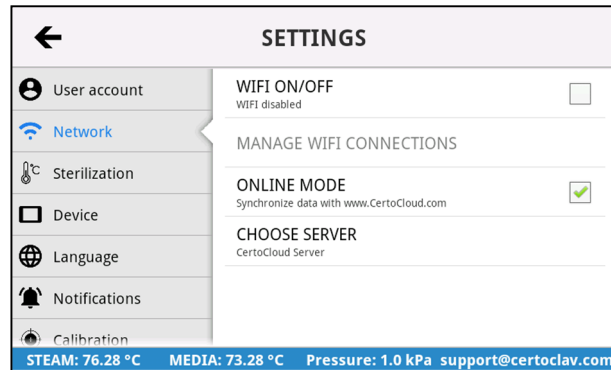 SETTINGS
User account
Network
Sterilization
Device
Language
Notifications
Calibration
WIFI ON/OFF
WIFI disabled
MANAGE WIFI CONNECTIONS
ONLINE MODE
Synchronize data with www.CertoCloud.com
CHOOSE SERVER
CertoCloud Server
STEAM: 76.28 °C MEDIA: 73.28 °C Pressure: 1.0 kPa support@certoclav.com